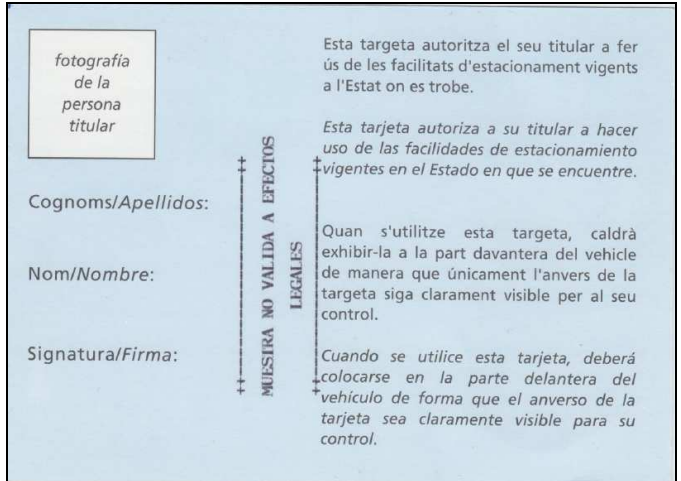 fotografía
de la
persona
titular
Cognoms/Apellidos:
Nom/Nombre:
Signatura/Firma:
MUESTRA NO VALIDA A EFECTOS
LEGALES
Esta targeta autoritza el seu titular a fer
ús de les facilitats d'estacionament vigents
a l'Estat on es trobe.
Esta tarjeta autoriza a su titular a hacer
uso de las facilidades de estacionamiento
vigentes en el Estado en que se encuentre.
Quan s'utilitze esta targeta, caldrà
exhibir-la a la part davantera del vehicle
de manera que únicament l'anvers de la
targeta siga clarament visible per al seu
control.
Cuando se utilice esta tarjeta, deberá
colocarse en la parte delantera del
vehículo de forma que el anverso de la
tarjeta sea claramente visible para su
control.